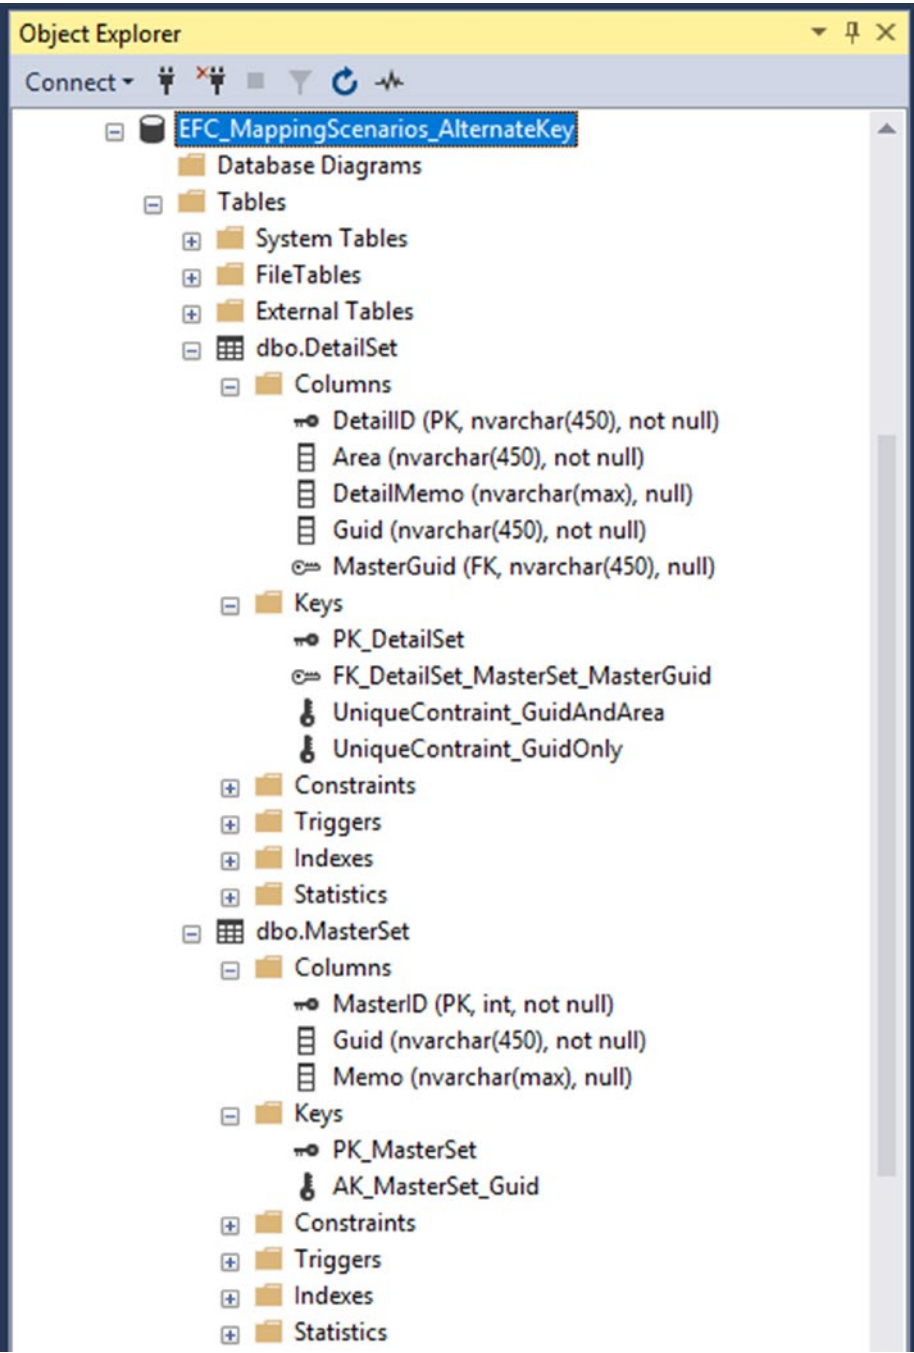 Object Explorer
Connect
EFC_MappingScenarios_AlternateKey
Database Diagrams
Tables
System Tables
FileTables
External Tables
dbo.DetailSet
Columns
DetailID (PK, nvarchar(450), not null)
Area (nvarchar(450), not null)
DetailMemo (nvarchar(max), null)
Guid (nvarchar(450), not null)
MasterGuid (FK, nvarchar(450), null)
Keys
PK_DetailSet
FK_DetailSet_MasterSet_MasterGuid
UniqueContraint_GuidAndArea
UniqueContraint_GuidOnly
Constraints
Triggers
Indexes
Statistics
dbo.MasterSet
Columns
MasterID (PK, int, not null)
Guid (nvarchar(450), not null)
Memo (nvarchar(max), null)
Keys
PK_MasterSet
AK_MasterSet_Guid
Constraints
Triggers
Indexes
Statistics